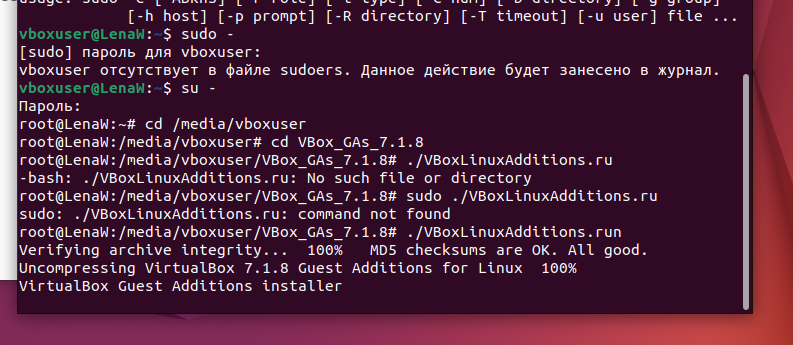 [-h host] [-p prompt] [-R directory] [-T timeout] [-u user] file ...
vboxuser@LenaW:~$ sudo -
[sudo] пароль для vboxuser:
vboxuser отсутствует в файле sudoers. Данное действие будет занесено в журнал.
vboxuser@LenaW:~$ su -
Пароль:
root@LenaW:~# cd /media/vboxuser
root@LenaW:/media/vboxuser# cd VBox_GAs_7.1.8
root@LenaW:/media/vboxuser/VBox_GAs_7.1.8# ./VBoxLinuxAdditions.ru
-bash: ./VBoxLinuxAdditions.ru: No such file or directory
root@LenaW:/media/vboxuser/VBox_GAs_7.1.8# sudo ./VBoxLinuxAdditions.ru
sudo: ./VBoxLinuxAdditions.ru: command not found
root@LenaW:/media/vboxuser/VBox_GAs_7.1.8# ./VBoxLinuxAdditions.run
Verifying archive integrity...  100%   MD5 checksums are OK. All good.
Uncompressing VirtualBox 7.1.8 Guest Additions for Linux  100%
VirtualBox Guest Additions installer